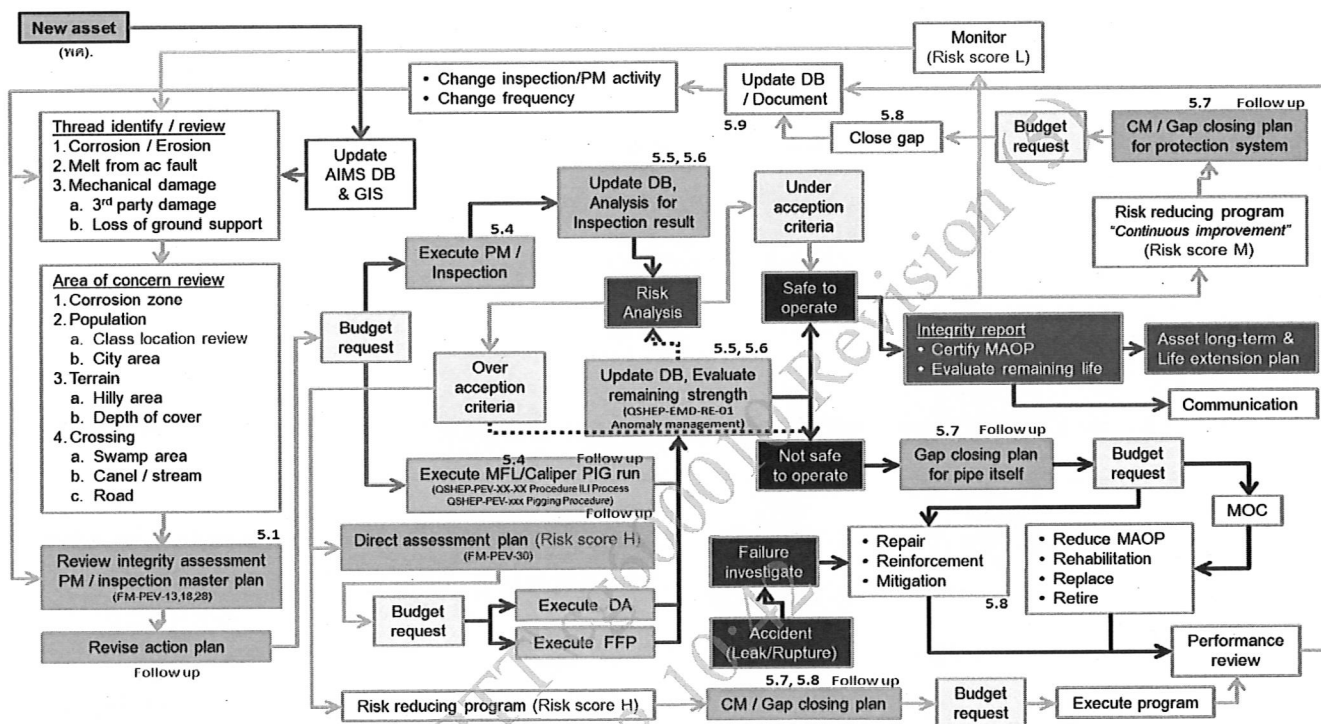 New asset
(พต).
Monitor
(Risk score L)
• Change inspection/PM activity
• Change frequency
Update DB
/ Document
5.9
5.8
Close gap
Budget
request
5.7 Follow up
CM / Gap closing plan
for protection system
Thread identify / review
1. Corrosion / Erosion
2. Melt from ac fault
3. Mechanical damage
a. 3rd party damage
b. Loss of ground support
Update
AIMS DB
& GIS
5.5, 5.6
Update DB,
Analysis for
Inspection result
Under
acception
criteria
Risk reducing program
"Continuous improvement"
(Risk score M)
5.4
Execute PM /
Inspection
Area of concern review
1. Corrosion zone
2. Population
a. Class location review
b. City area
3. Terrain
a. Hilly area
b. Depth of cover
4. Crossing
a. Swamp area
b. Canel / stream
c. Road
Budget
request
Risk
Analysis
Safe to
operate
Integrity report
• Certify MAOP
• Evaluate remaining life
Asset long-term &
Life extension plan
Communication
Over
acception
criteria
5.5, 5.6
Update DB, Evaluate
remaining strength
(QSHEP-EMD-RE-01
Anomaly management)
Not safe
to operate
5.7 Follow up
Gap closing plan
for pipe itself
Budget
request
MOC
5.4 Follow up
Execute MFL/Caliper PIG run
(QSHEP-PEV-XX-XX Procedure ILI Process
QSHEP-PEV-xxx Pigging Procedure)
Follow up
Direct assessment plan (Risk score H)
(FM-PEV-30)
5.1
Review integrity assessment
PM / inspection master plan
(FM-PEV-13,18,28)
Revise action plan
Follow up
Budget
request
Execute DA
Execute FFP
Failure
investigate
Accident
(Leak/Rupture)
• Repair
• Reinforcement
• Mitigation
5.8
• Reduce MAOP
• Rehabilitation
• Replace
• Retire
Performance
review
Risk reducing program (Risk score H)
5.7, 5.8 Follow up
CM / Gap closing plan
Budget
request
Execute program
Revision (5)
10:42